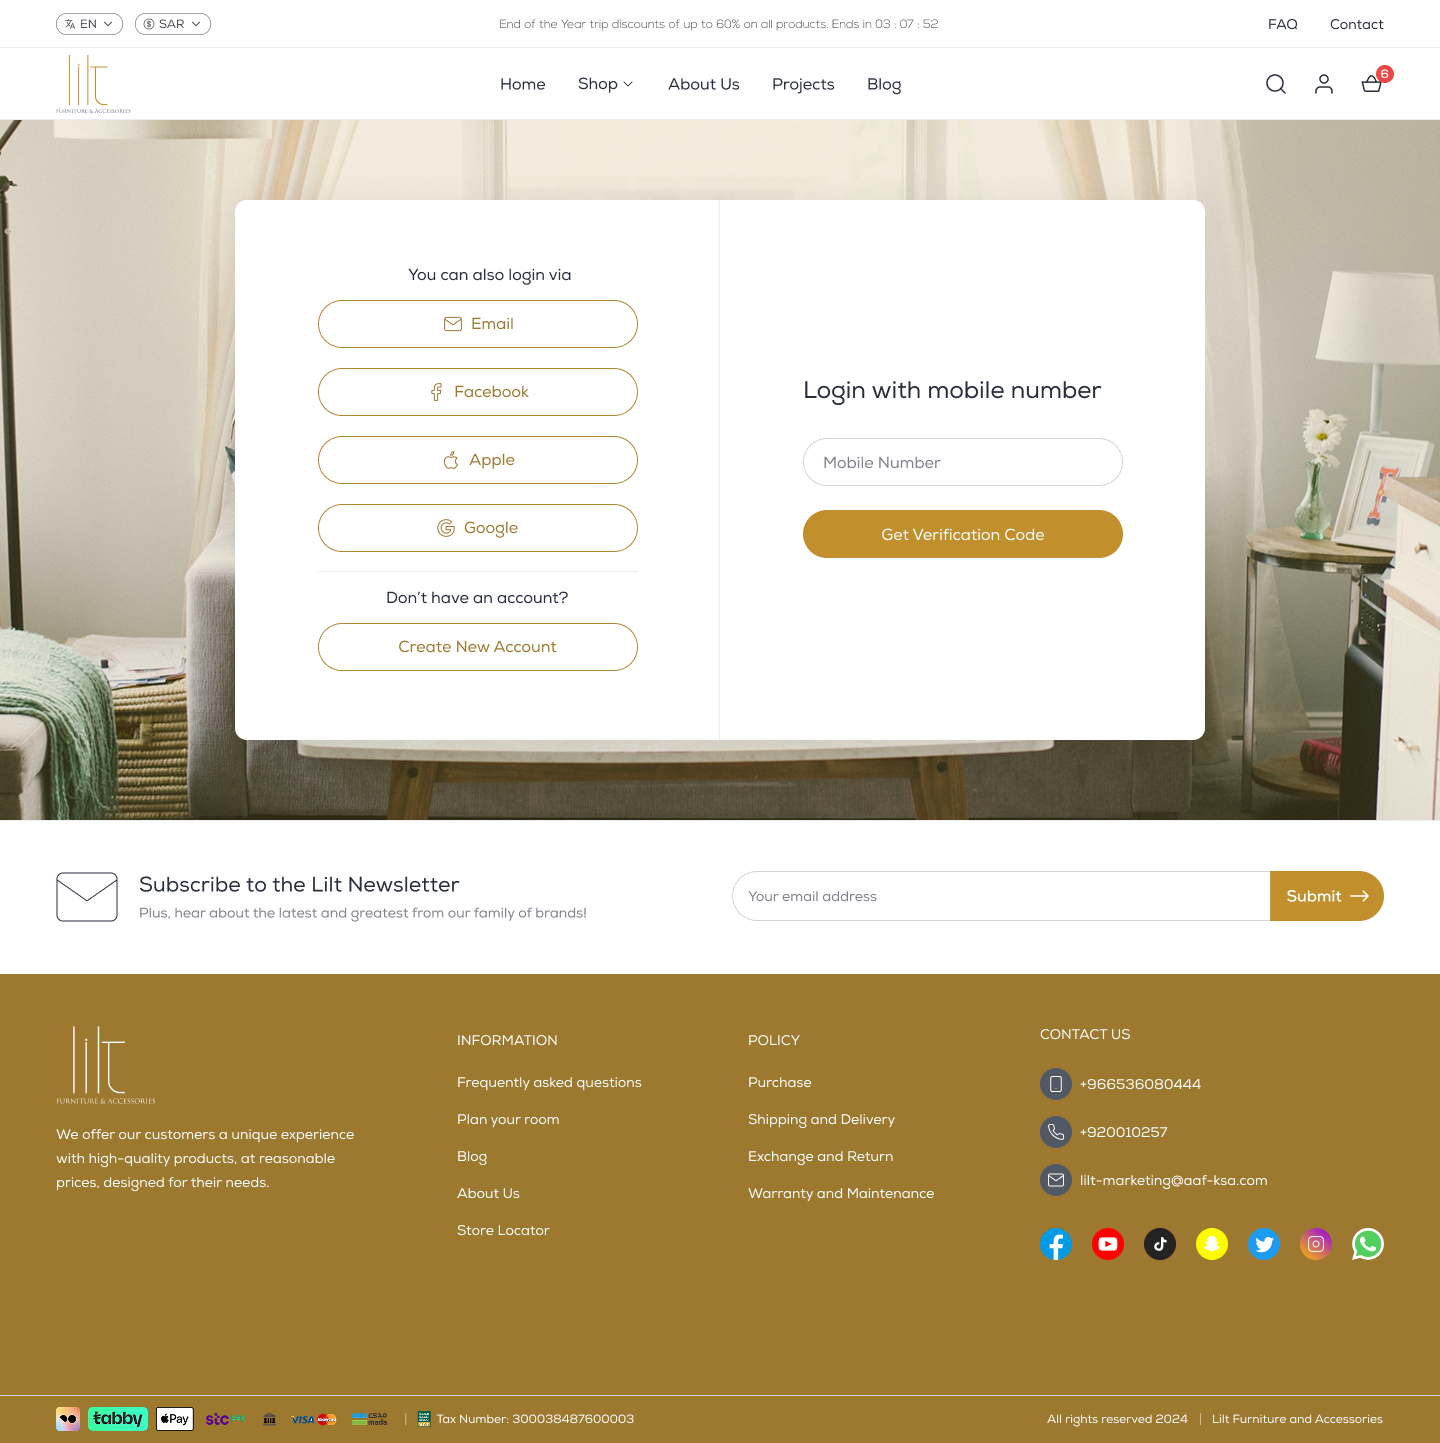 EN
SAR
End of the Year trip discounts of up to 60% on all products. Ends in 03 : 07 : 52
FAQ
Contact
lilt
FURNITURE & ACCESSORIES
Home
Shop
About Us
Projects
Blog
6
You can also login via
Email
Facebook
Apple
Google
Don't have an account?
Create New Account
Login with mobile number
Mobile Number
Get Verification Code
Subscribe to the Lilt Newsletter
Plus, hear about the latest and greatest from our family of brands!
Your email address
Submit
lilt
FURNITURE & ACCESSORIES
We offer our customers a unique experience
with high-quality products, at reasonable
prices, designed for their needs.
INFORMATION
Frequently asked questions
Plan your room
Blog
About Us
Store Locator
POLICY
Purchase
Shipping and Delivery
Exchange and Return
Warranty and Maintenance
CONTACT US
+966536080444
+920010257
lilt-marketing@aaf-ksa.com
tabby
Pay
stc pay
VISA
mada
Tax Number: 300038487600003
All rights reserved 2024
Lilt Furniture and Accessories